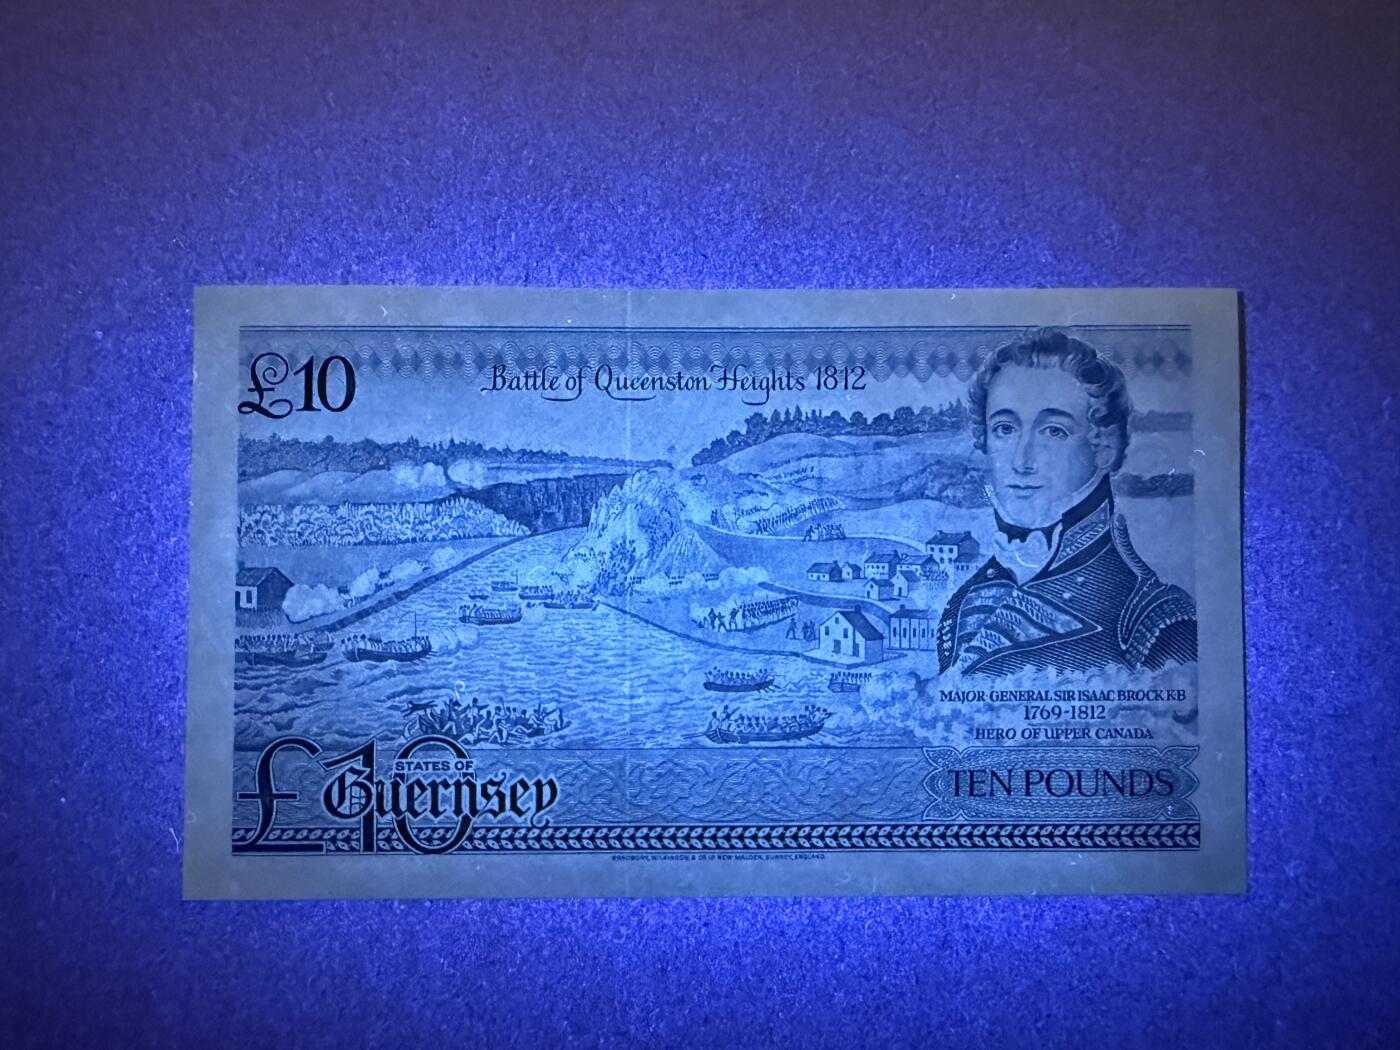 £10
Battle of Queenston Heights 1812
MAJOR GENERAL SIR ISAAC BROCK KB
1769-1812
HERO OF UPPER CANADA
£10
STATES OF
Guernsey
TEN POUNDS
BRADBURY, WILKINSON & CO LD NEW MALDEN, SURREY, ENGLAND.